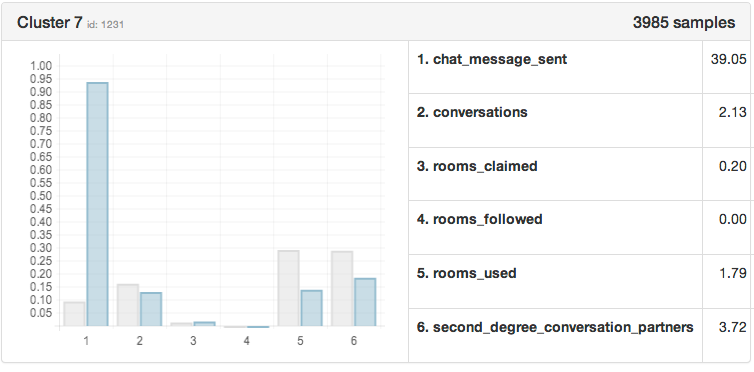 Cluster 7 id: 1231
3985 samples
1.00
0.95
0.90
0.85
0.80
0.75
0.70
0.65
0.60
0.55
0.50
0.45
0.40
0.35
0.30
0.25
0.20
0.15
0.10
0.05
1 2 3 4 5 6
1. chat_message_sent 39.05
2. conversations 2.13
3. rooms_claimed 0.20
4. rooms_followed 0.00
5. rooms_used 1.79
6. second_degree_conversation_partners 3.72